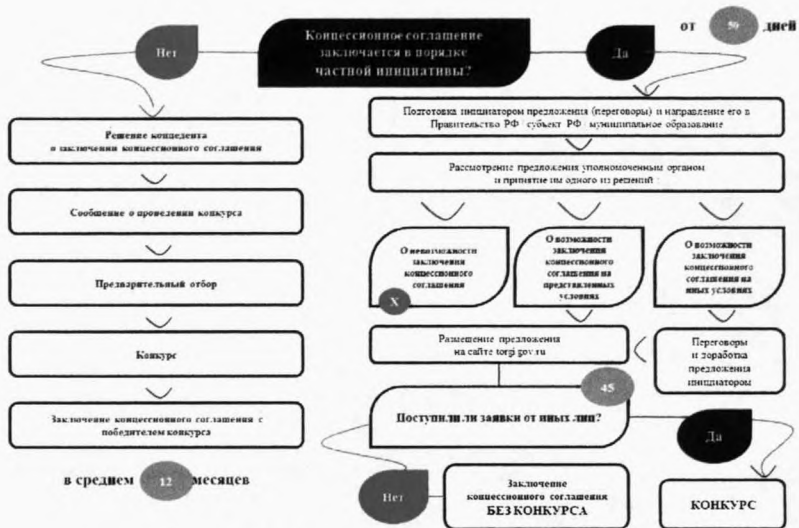 Концессионное соглашение
заключается в порядке
частной инициативы?
Нет
Да
от 50 дней
Решение концедента
о заключении концессионного соглашения
Сообщение о проведении конкурса
Предварительный отбор
Конкурс
Заключение концессионного соглашения с
победителем конкурса
в среднем 12 месяцев
Подготовка инициатором предложения (переговоры) и направление его в
Правительство РФ / субъект РФ / муниципальное образование
Рассмотрение предложения уполномоченным органом
и принятие им одного из решений :
О невозможности
заключения
концессионного
соглашения
X
О возможности
заключения
концессионного
соглашения на
представленных
условиях
О возможности
заключения
концессионного
соглашения на
иных условиях
Размещение предложения
на сайте torgi.gov.ru
Переговоры
и доработка
предложения
инициатором
45
Поступили ли заявки от иных лиц?
Нет
Да
Заключение
концессионного соглашения
БЕЗ КОНКУРСА
КОНКУРС